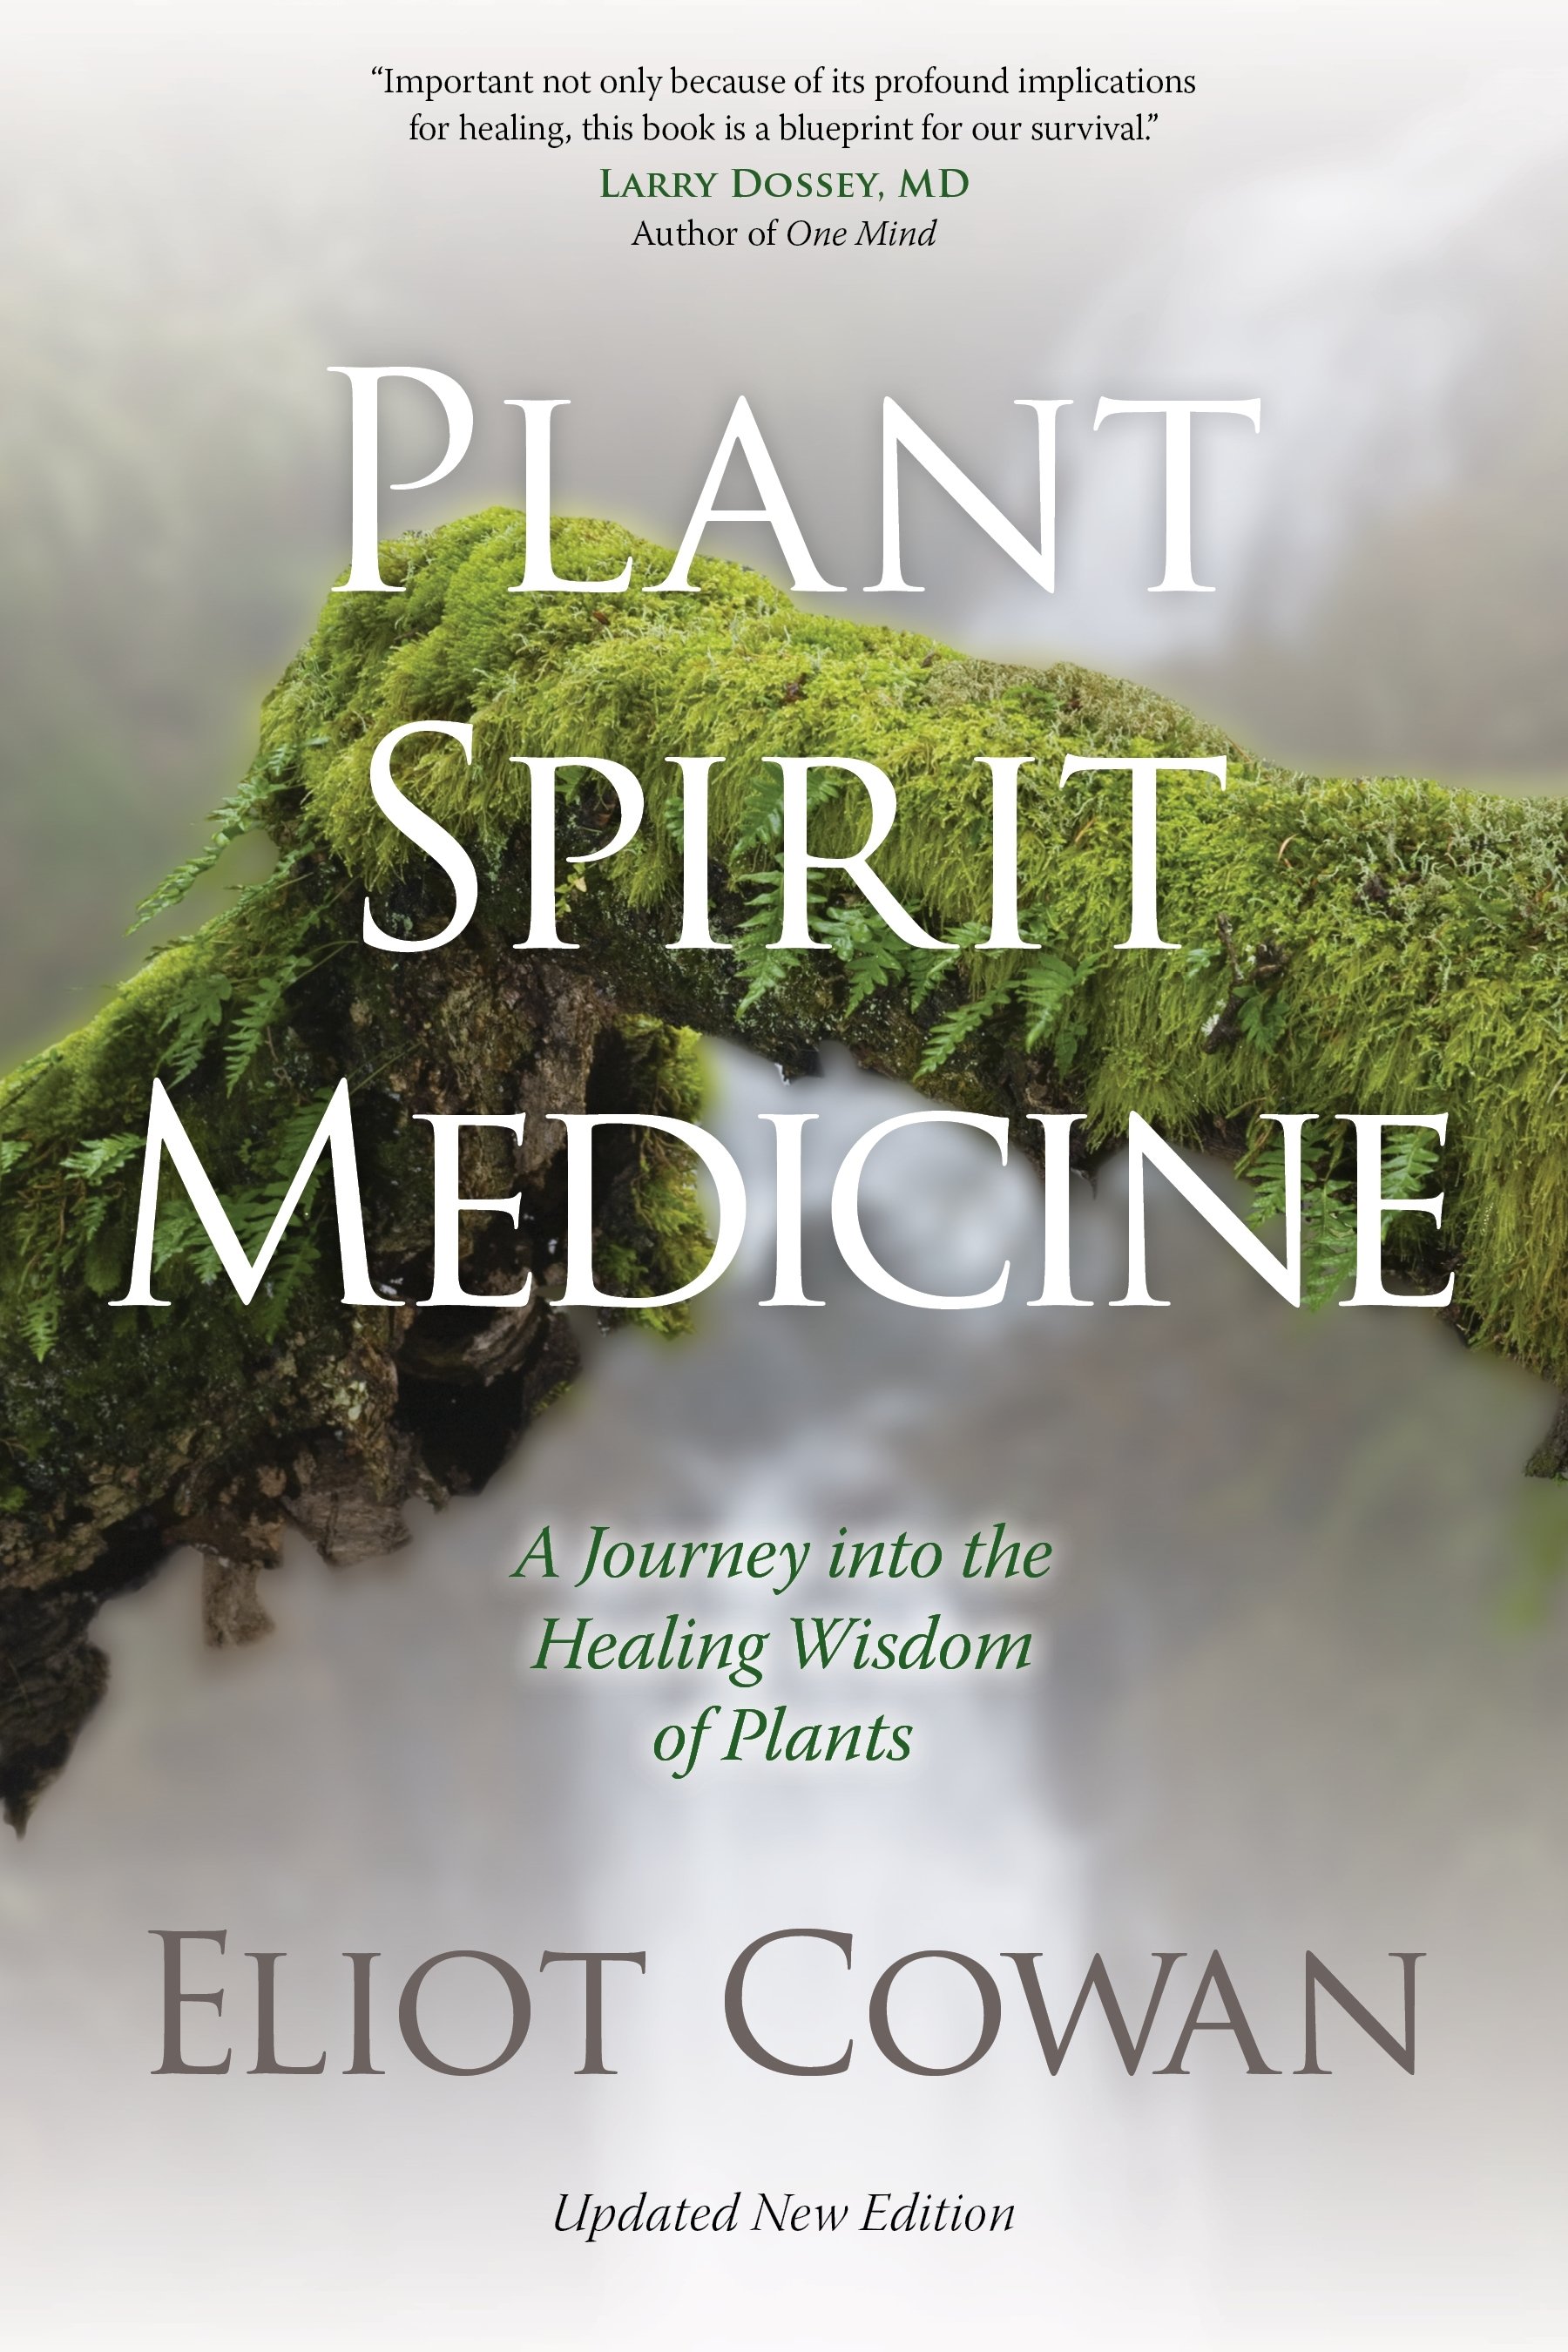 “Important not only because of its profound implications
for healing, this book is a blueprint for our survival.”
LARRY DOSSEY, MD
Author of One Mind
PLANT
SPIRIT
MEDICINE
A Journey into the
Healing Wisdom
of Plants
ELIOT COWAN
Updated New Edition